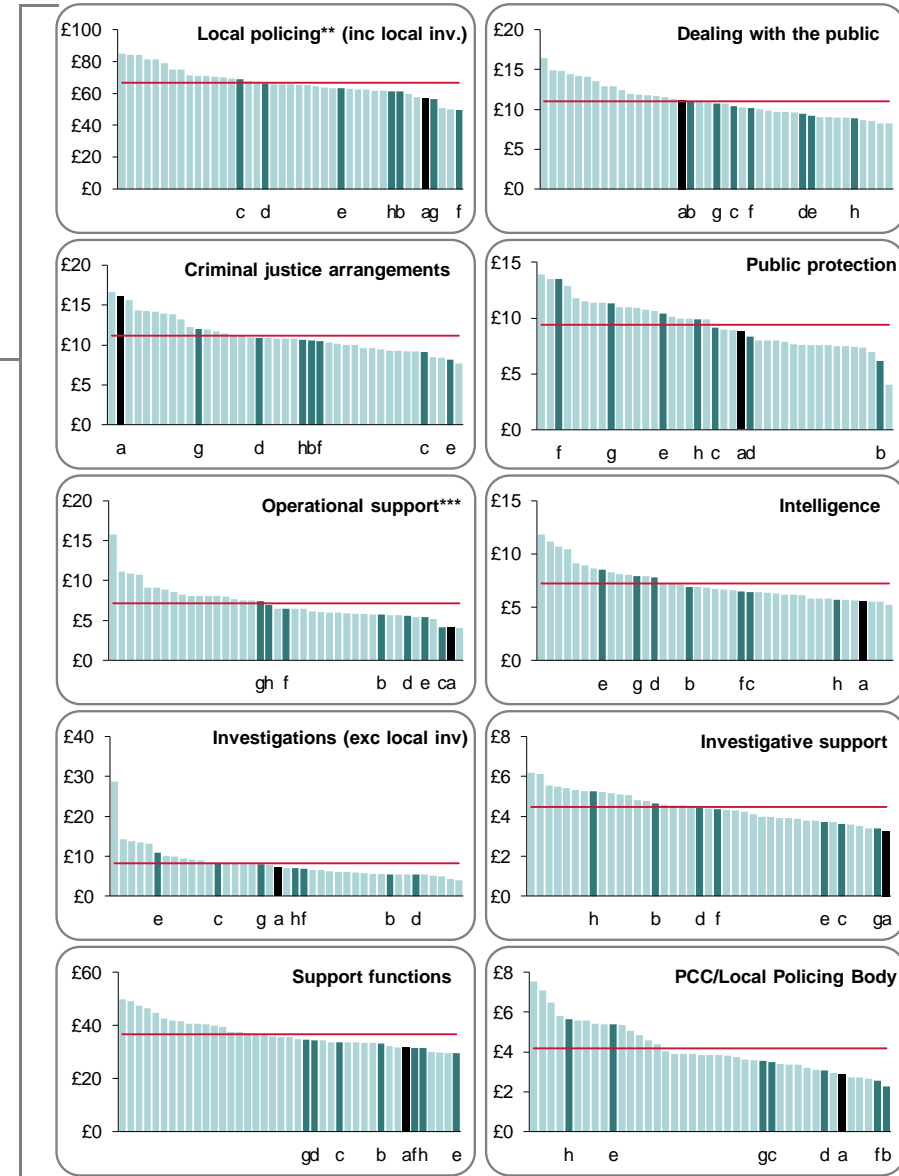 Local policing** (inc local inv.)
£100
£80
£60
£40
£20
£0
c d e hb ag f
Dealing with the public
£20
£15
£10
£5
£0
ab g c f de h
Criminal justice arrangements
£20
£15
£10
£5
£0
a g d hbf c e
Public protection
£15
£10
£5
£0
f g e h c ad b
Operational support***
£20
£15
£10
£5
£0
gh f b d e ca
Intelligence
£15
£10
£5
£0
e g d b fc h a
Investigations (exc local inv)
£40
£30
£20
£10
£0
e c g a hf b d
Investigative support
£8
£6
£4
£2
£0
h b d f e c ga
Support functions
£60
£40
£20
£0
gd c b afh e
PCC/Local Policing Body
£8
£6
£4
£2
£0
h e gc d a fb